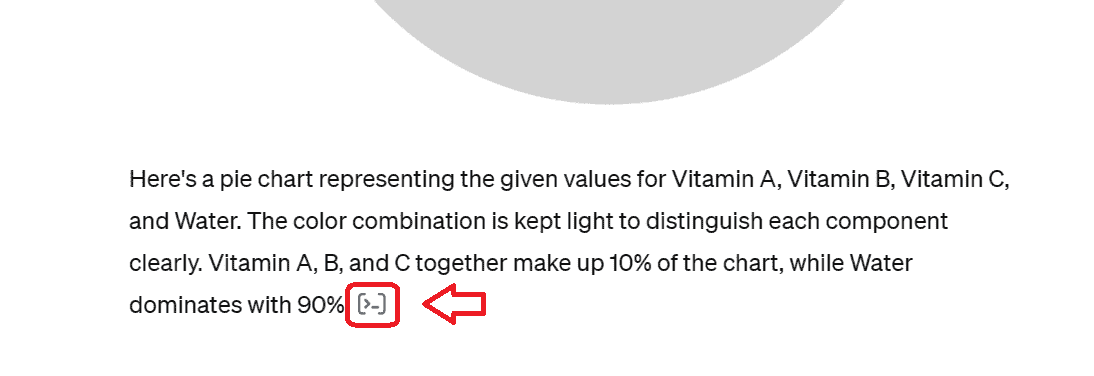 Here's a pie chart representing the given values for Vitamin A, Vitamin B, Vitamin C,
and Water. The color combination is kept light to distinguish each component
clearly. Vitamin A, B, and C together make up 10% of the chart, while Water
dominates with 90% [>_]